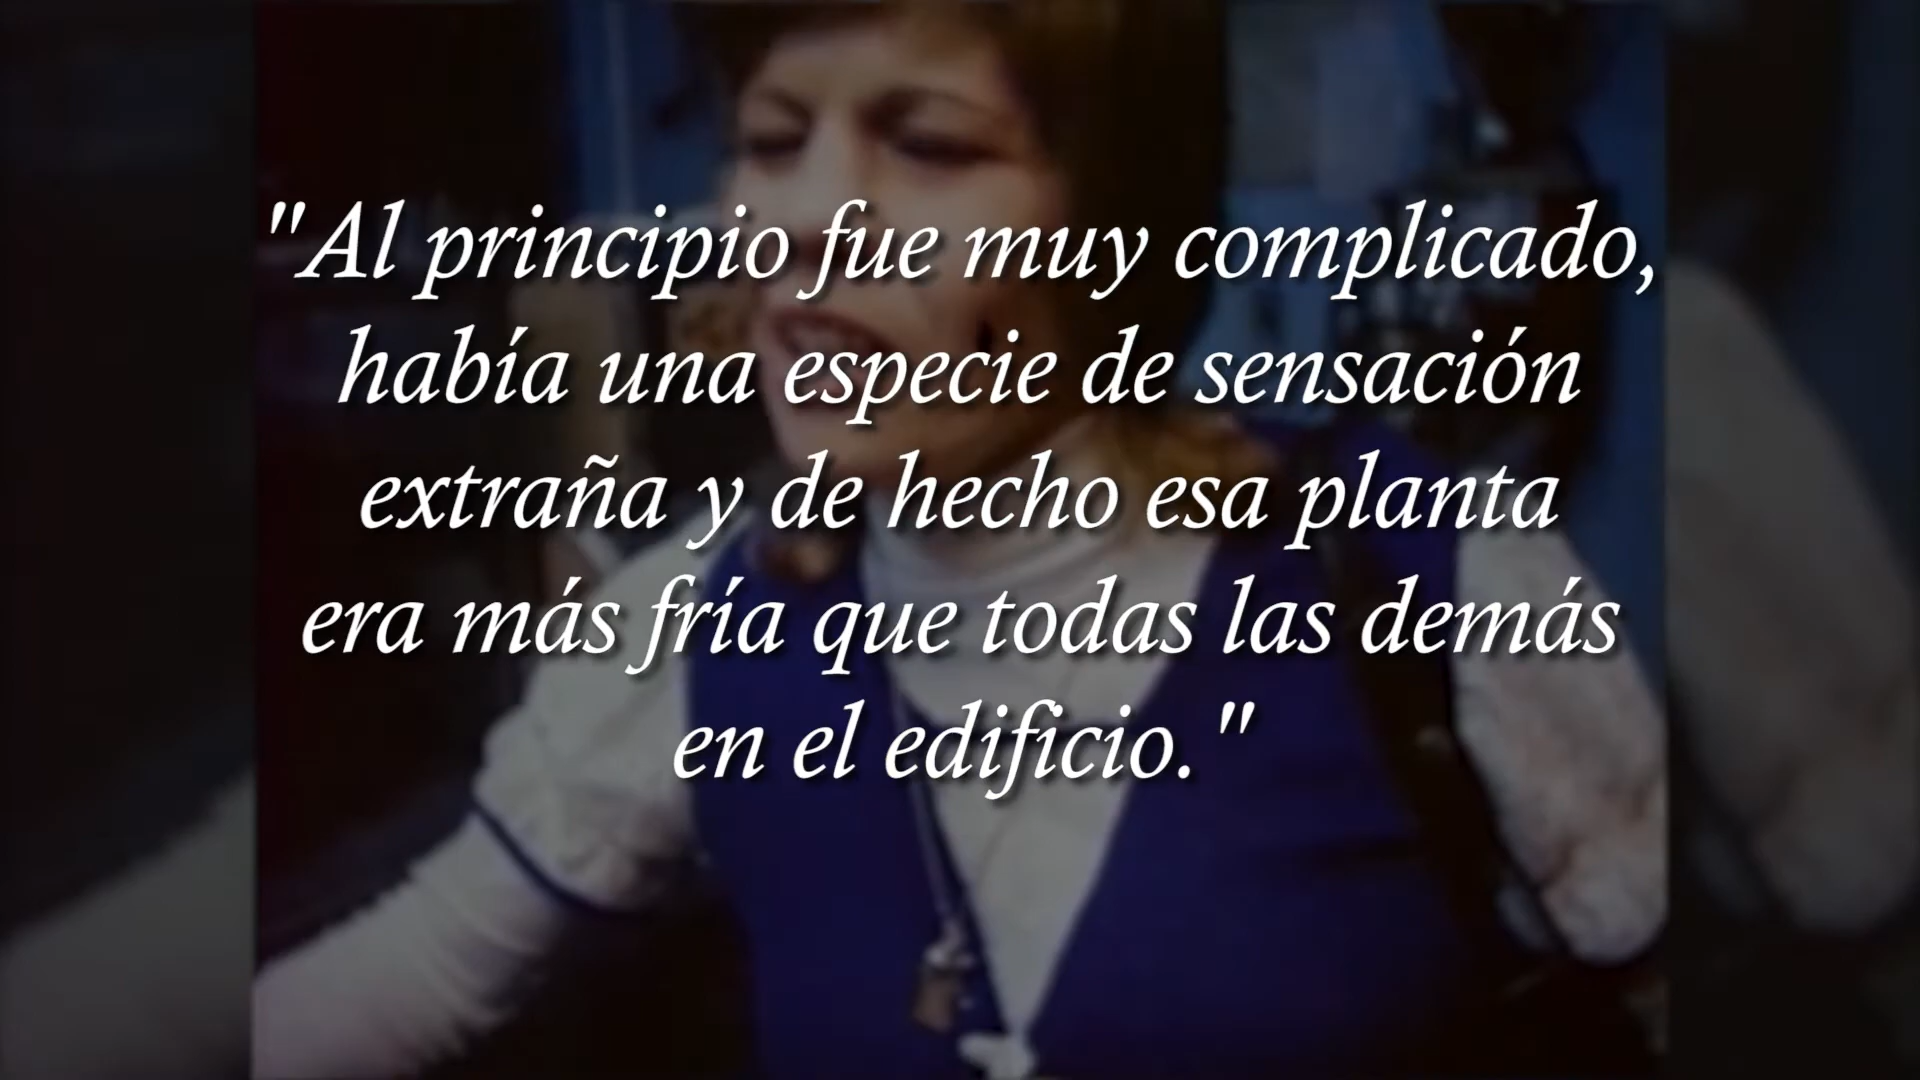 "Al principio fue muy complicado,
había una especie de sensación
extraña y de hecho esa planta
era más fría que todas las demás
en el edificio."